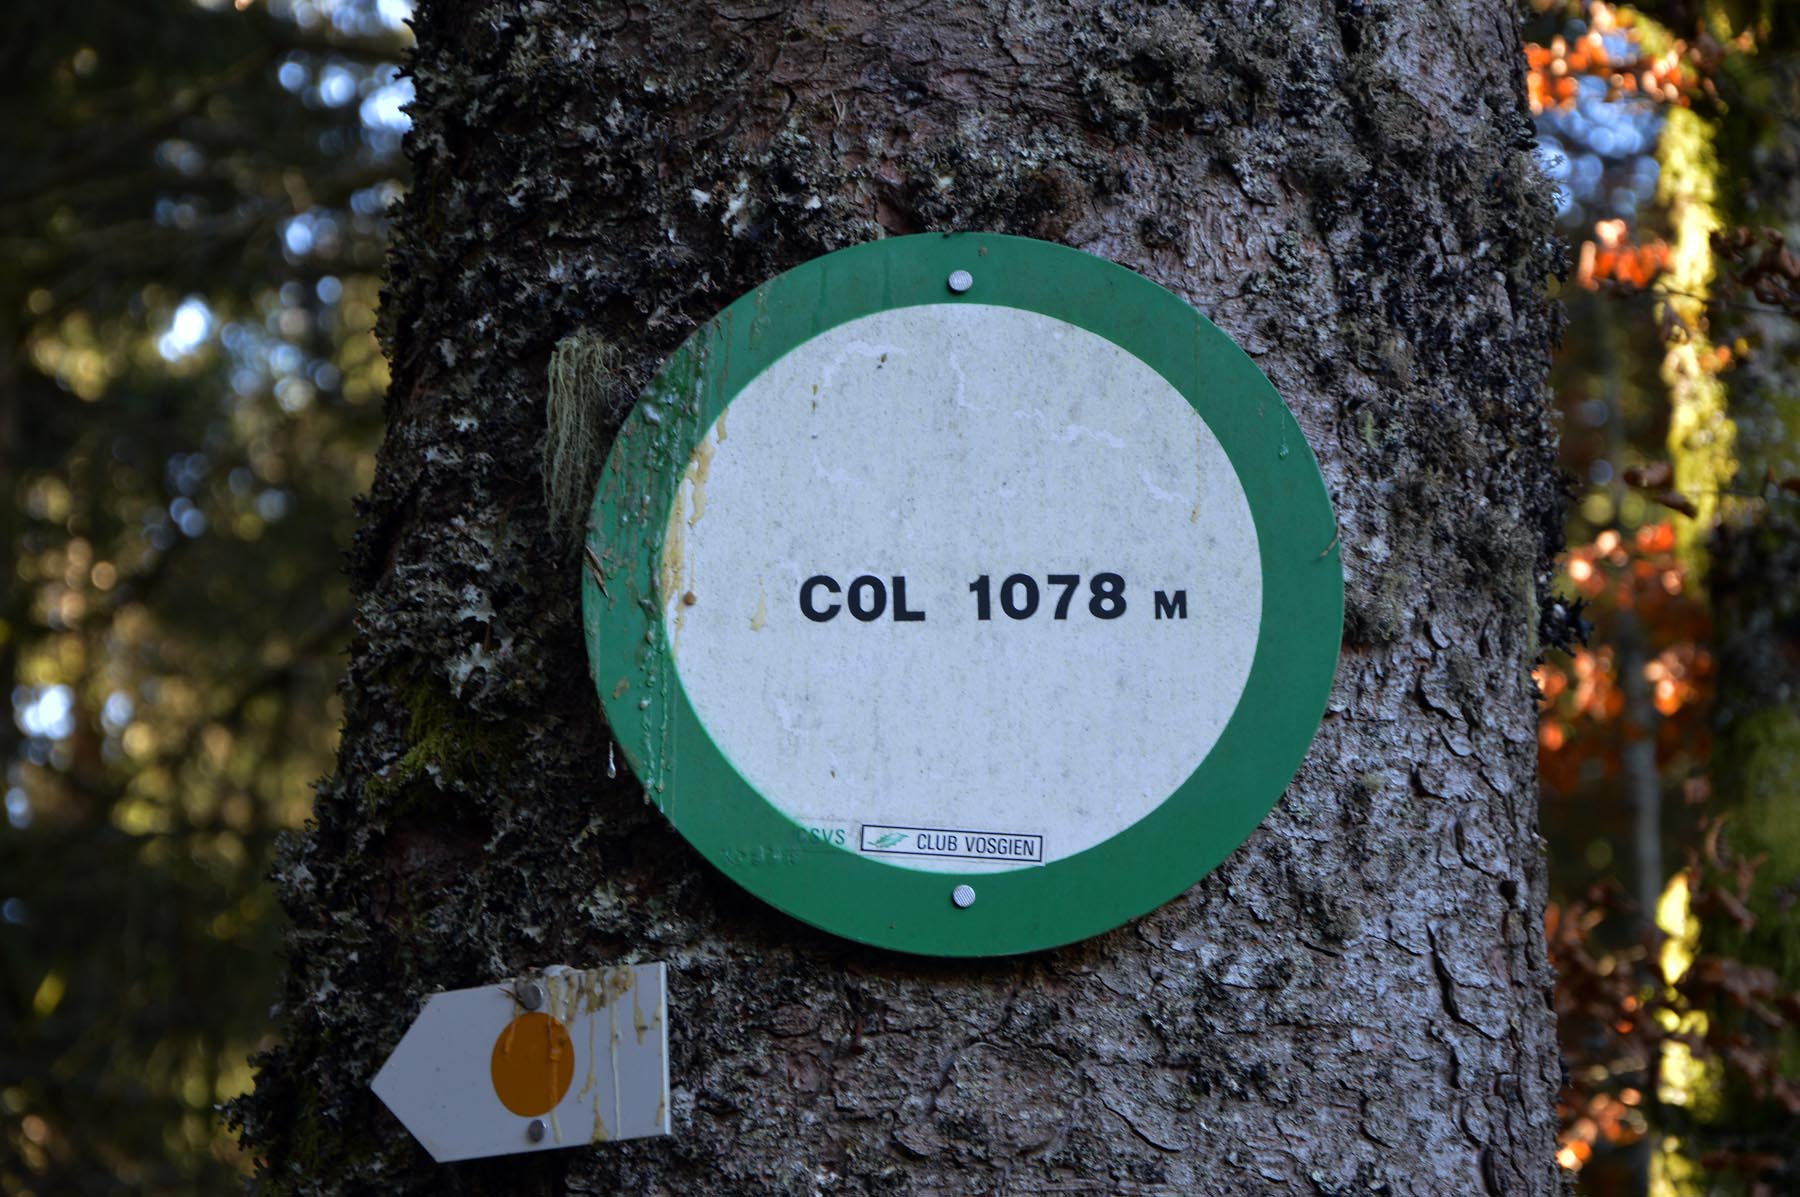 COL 1078 M
CSVS CLUB VOSGIEN